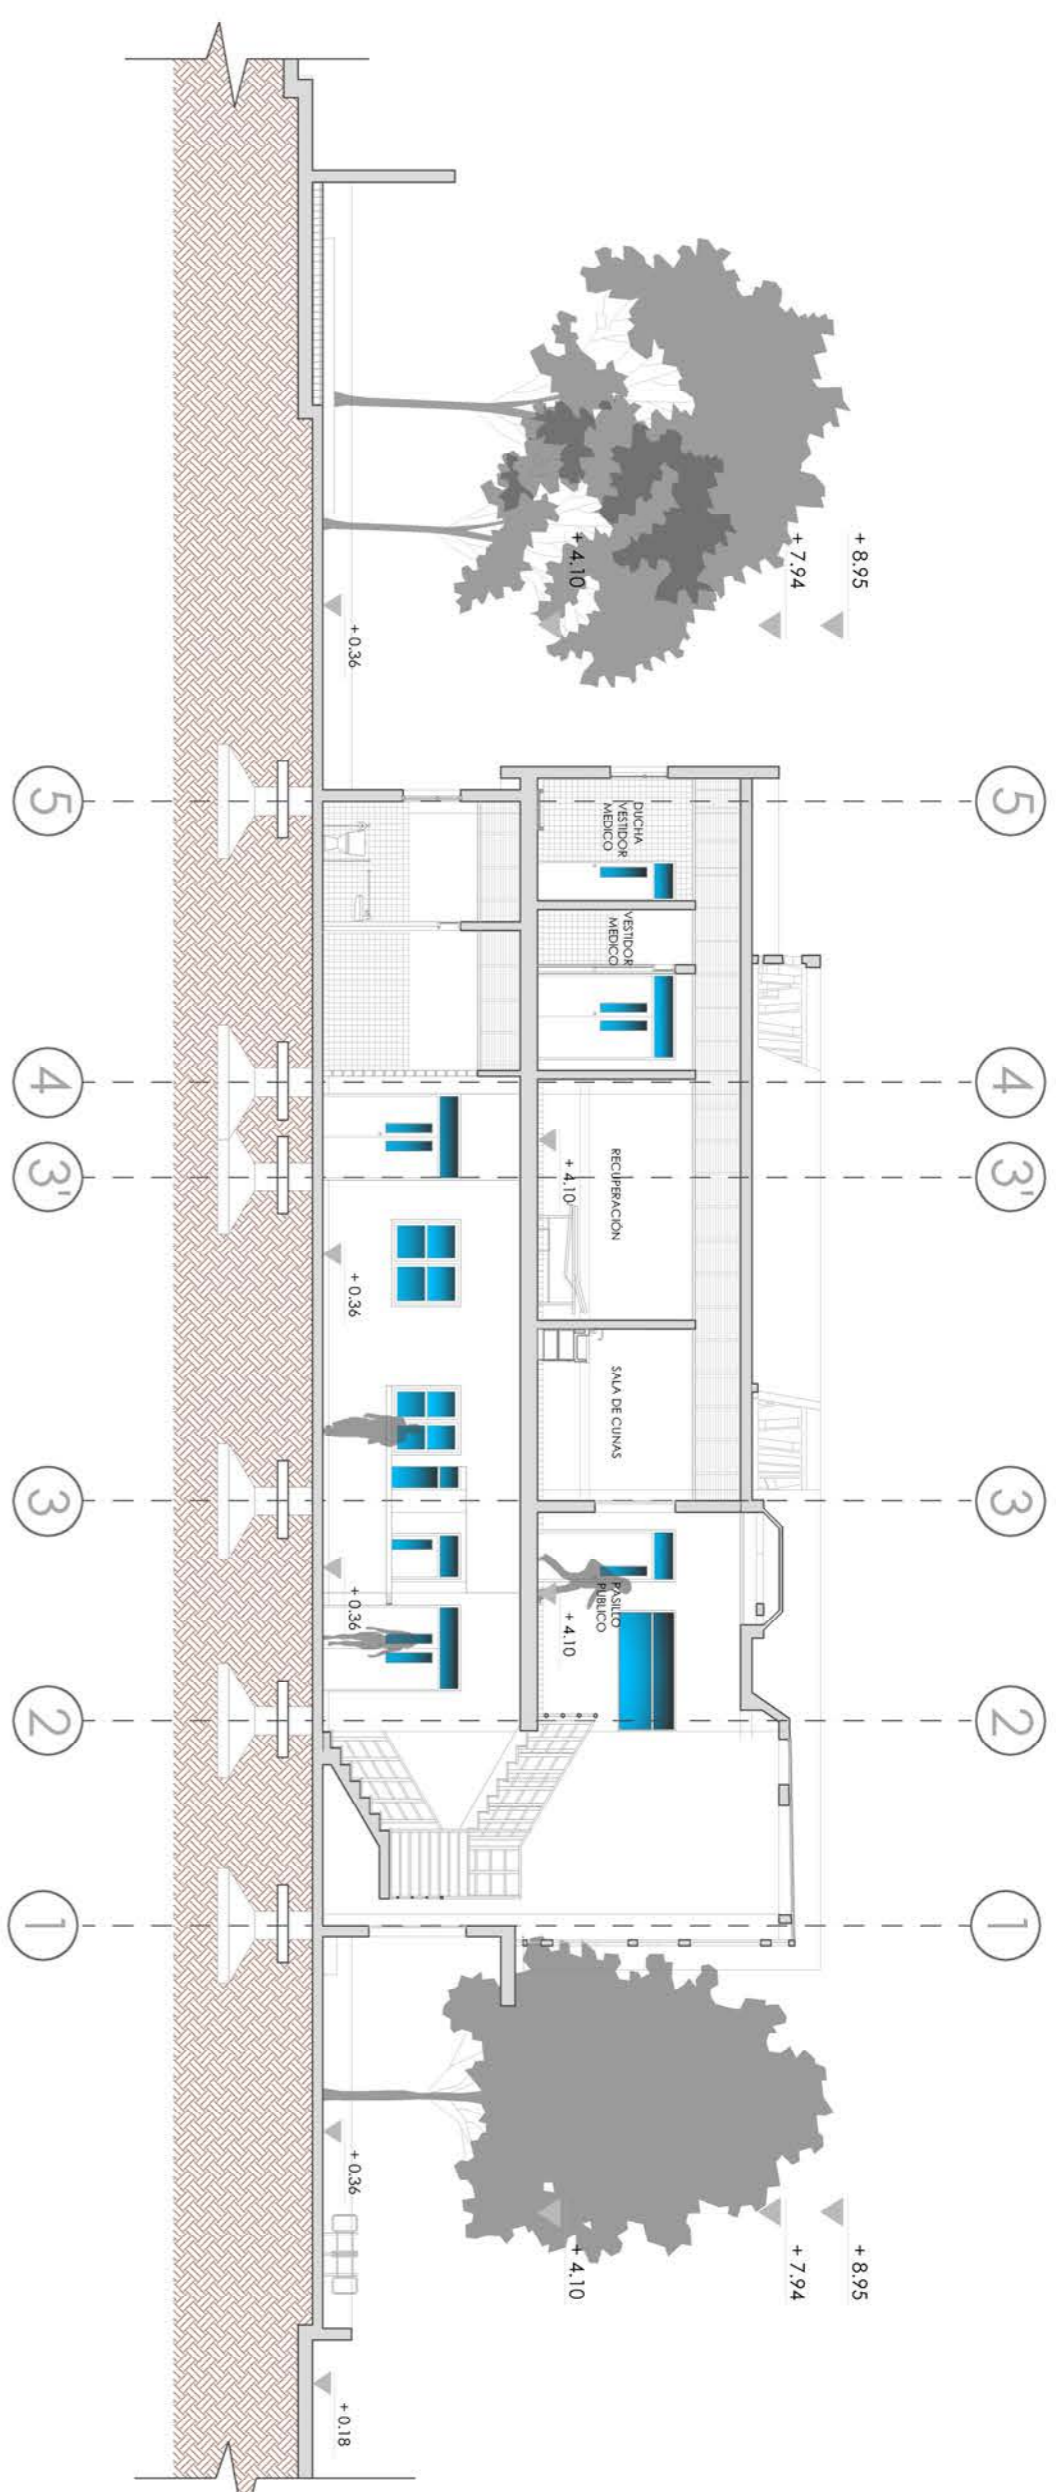 5
4
3'
3
2
1
+ 8.95
+ 8.95
+ 7.94
+ 7.94
DUCHA
VESTIDOR
MEDICO
VESTIDOR
MEDICO
RECUPERACIÓN
SALA DE CUNAS
PASILLO
PUBLICO
+ 4.10
+ 4.10
+ 4.10
+ 4.10
+ 0.36
+ 0.36
+ 0.36
+ 0.36
+ 0.18
5
4
3'
3
2
1